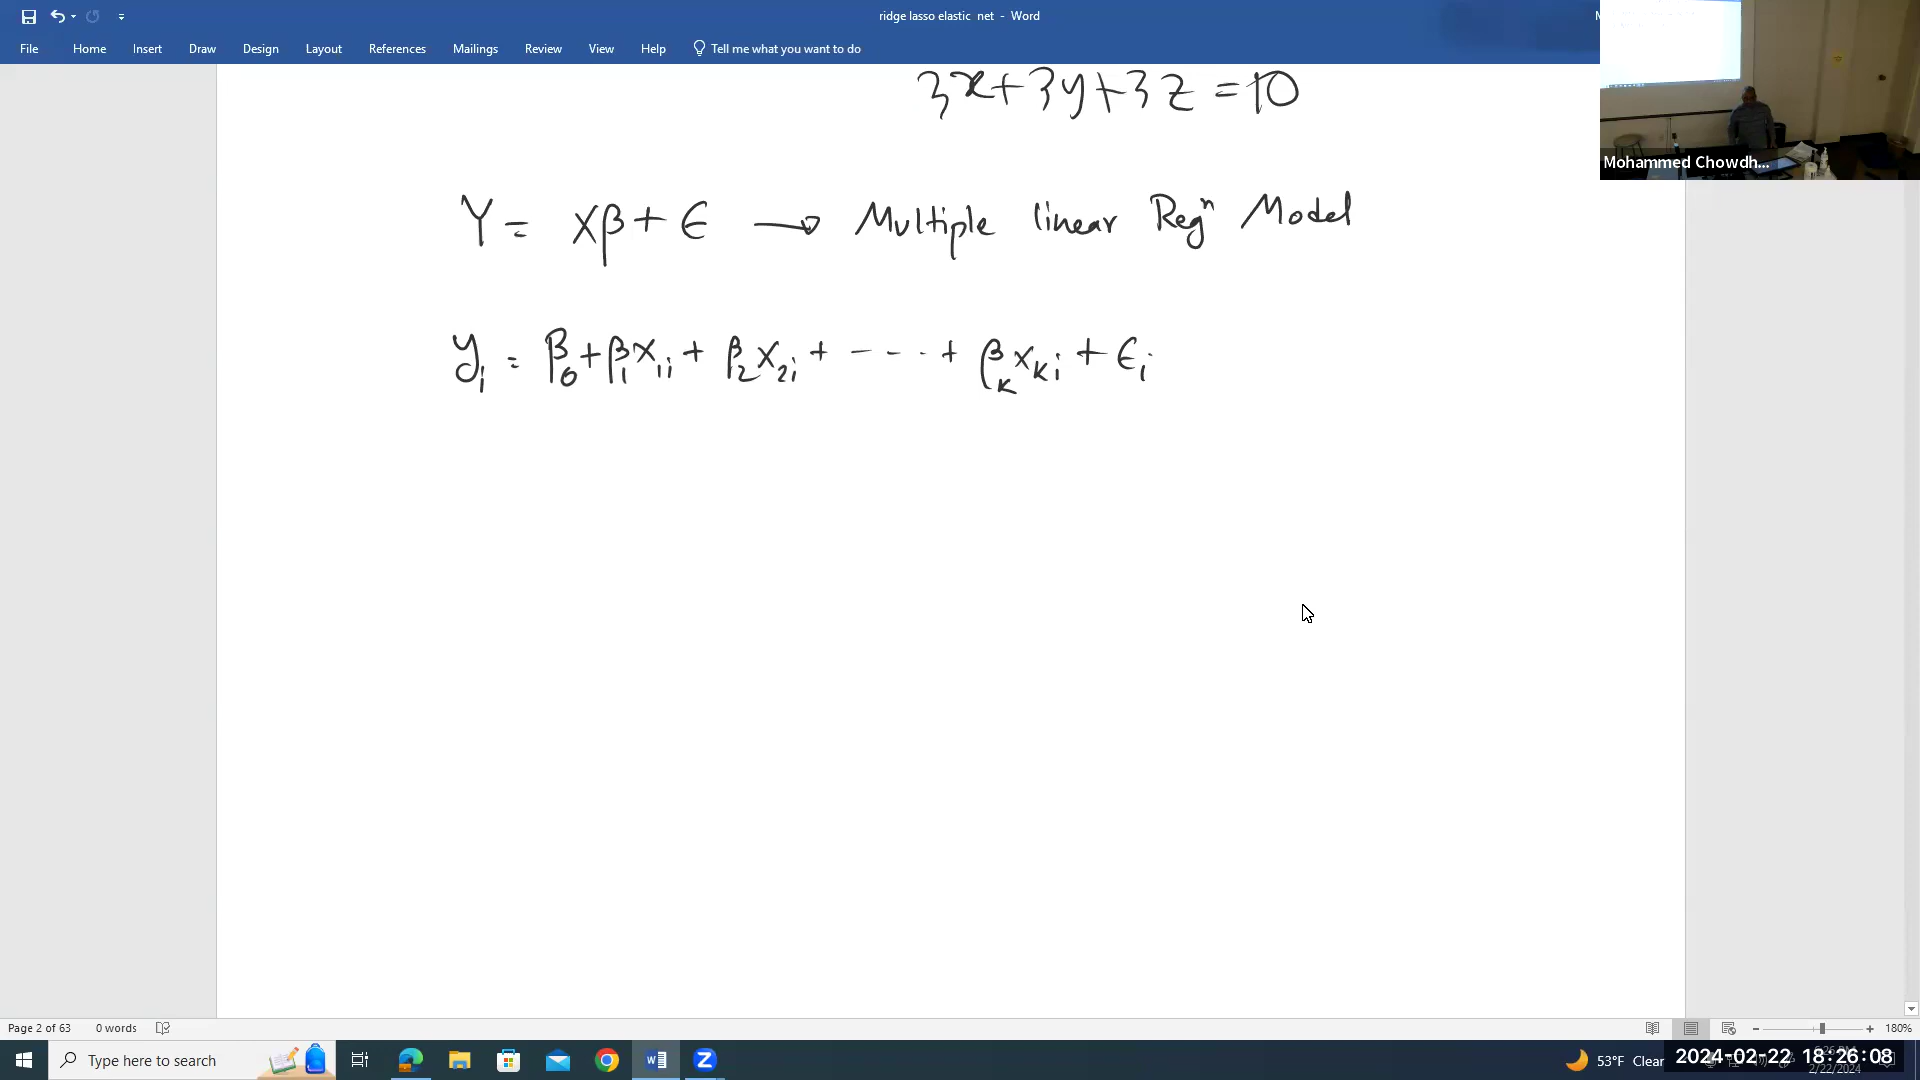 ridge lasso elastic net - Word
File Home Insert Draw Design Layout References Mailings Review View Help Tell me what you want to do
3x+3y+3z =10
Mohammed Chowdh...
Y = Xβ + ϵ → Multiple linear Regⁿ Model
yᵢ = β₀+β₁x₁ᵢ + β₂x₂ᵢ + - - - + βₖxₖᵢ + ϵᵢ
Page 2 of 63 0 words 180%
Type here to search 53°F Clear 2024-02-22 18:26:08
2/22/2024